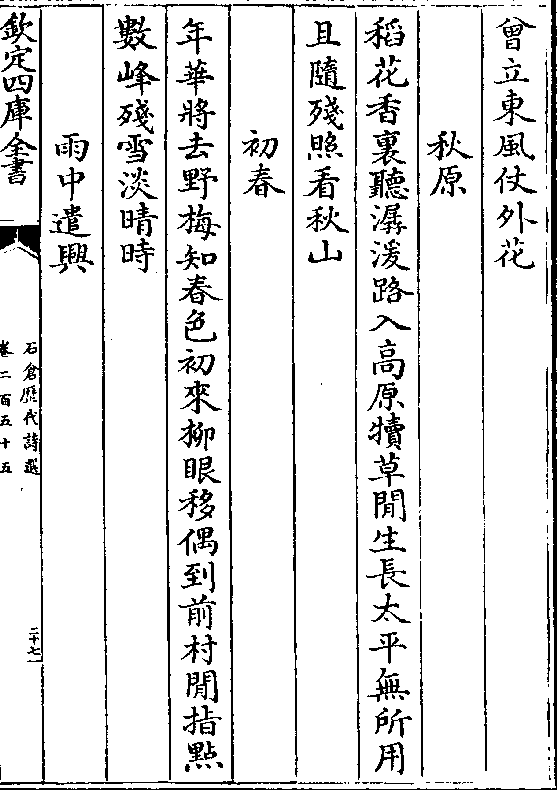 曾立東風仗外花
秋原
稻花香裏聽潺湲路入高原犢草閒生長太平無所用
且隨殘照看秋山
初春
年華將去野梅知春色初來柳眼移偶到前村閒指點
數峰殘雪淡晴時
雨中遣興
欽定四庫全書
石倉歷代詩選
卷二百五十五
二十七